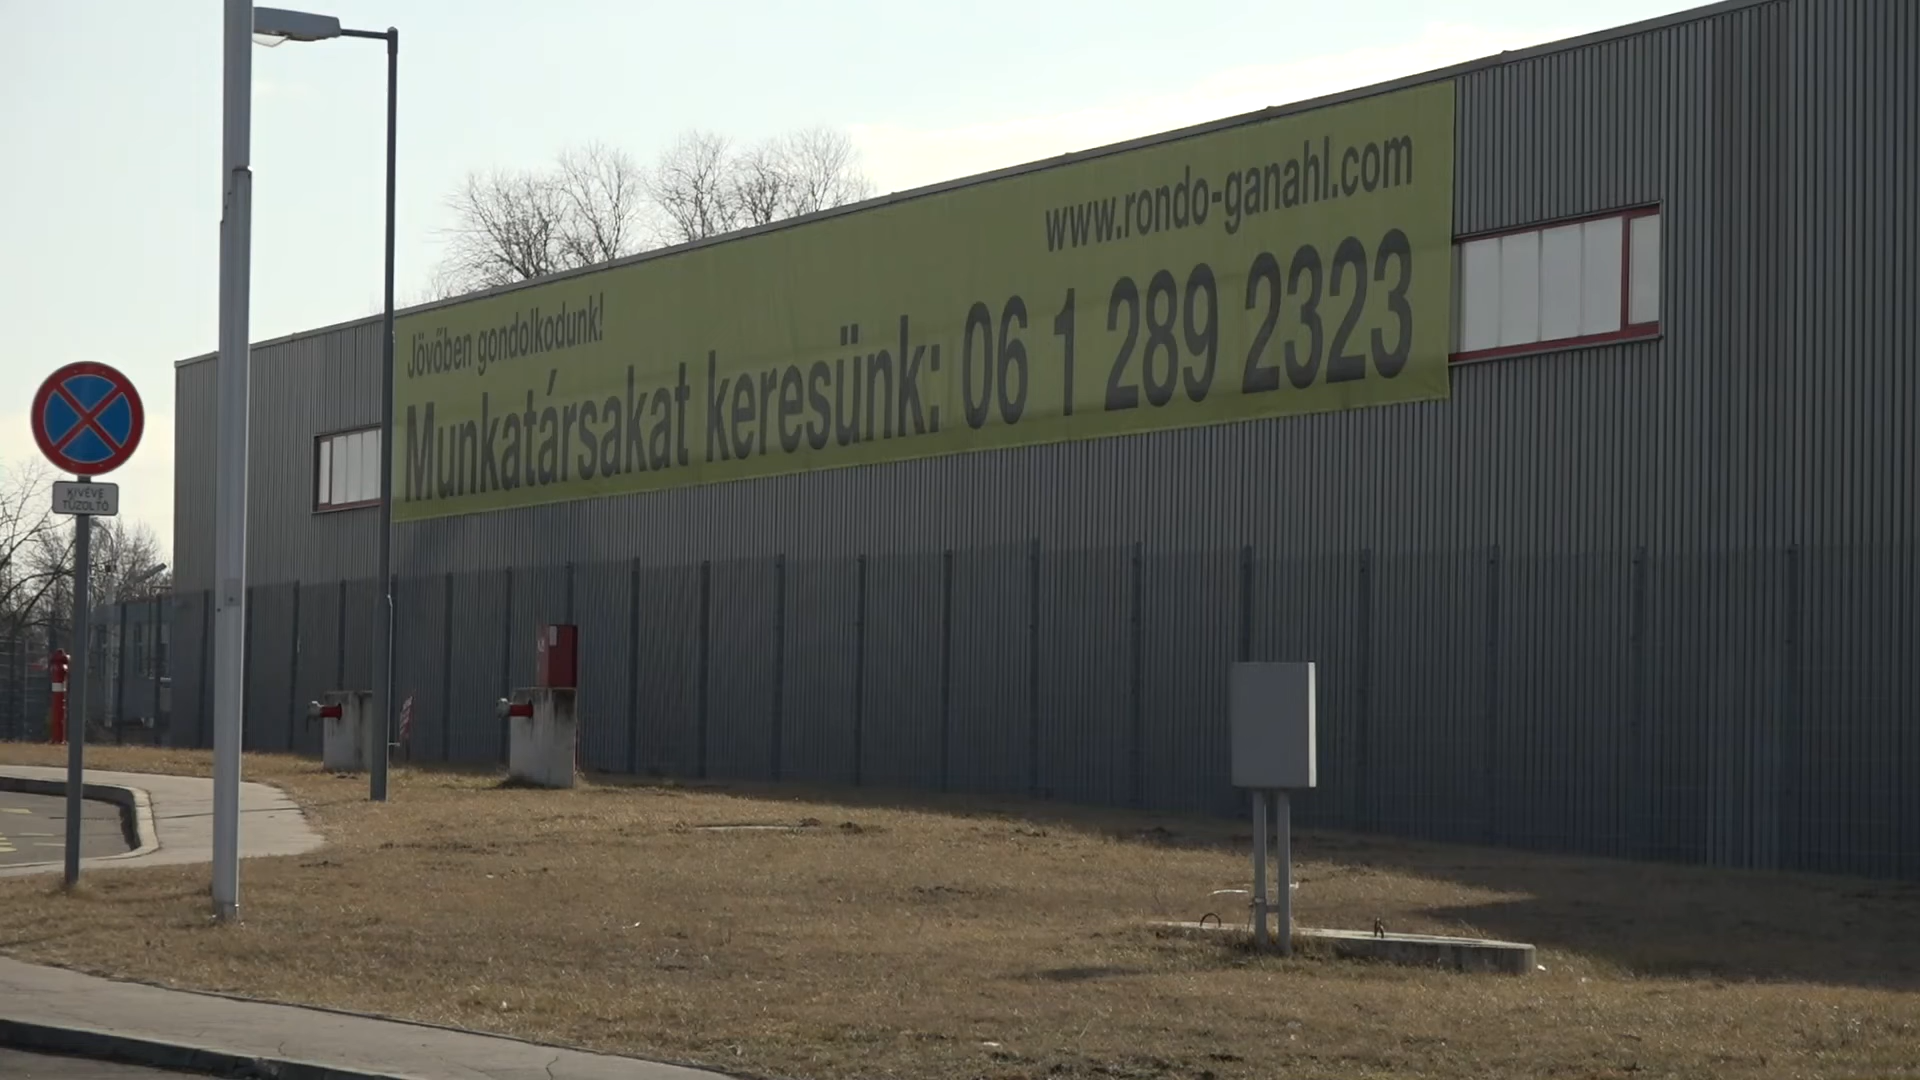 www.rondo-ganahl.com
Jövőben gondolkodunk!
Munkatársakat keresünk: 06 1 289 2323
KIVÉVE
TŰZOLTÓ